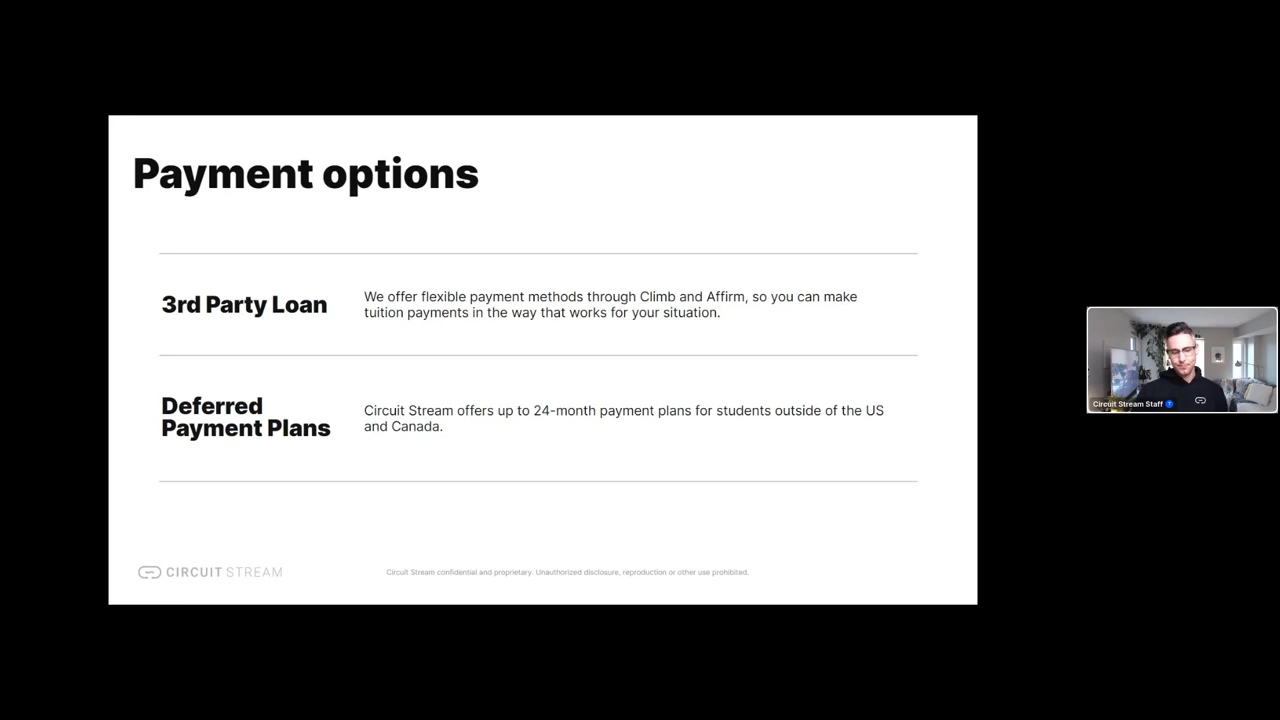 Payment options
3rd Party Loan
We offer flexible payment methods through Climb and Affirm, so you can make
tuition payments in the way that works for your situation.
Deferred
Payment Plans
Circuit Stream offers up to 24-month payment plans for students outside of the US
and Canada.
CIRCUIT STREAM
Circuit Stream confidential and proprietary. Unauthorized disclosure, reproduction or other use prohibited.
Circuit Stream Staff